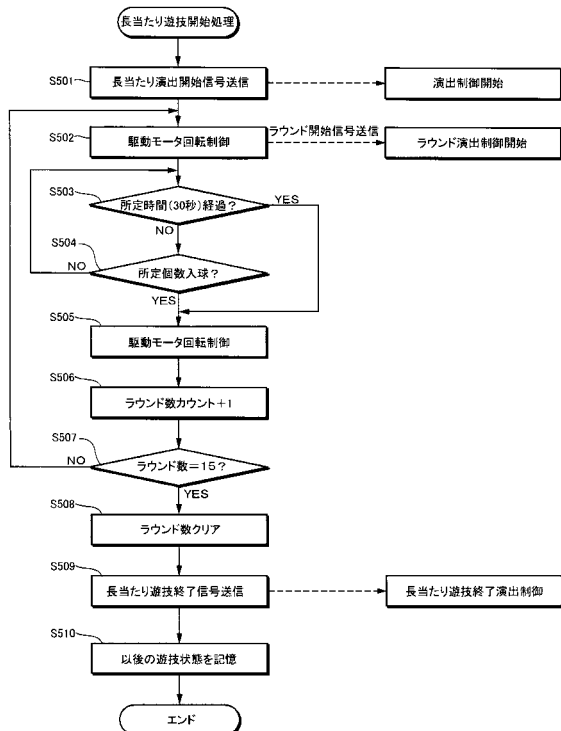 長当たり遊技開始処理
S501
長当たり演出開始信号送信
演出制御開始
S502
駆動モータ回転制御
ラウンド開始信号送信
ラウンド演出制御開始
S503
所定時間(30秒)経過?
YES
NO
S504
所定個数入球?
NO
YES
S505
駆動モータ回転制御
S506
ラウンド数カウント+1
S507
ラウンド数=15?
NO
YES
S508
ラウンド数クリア
S509
長当たり遊技終了信号送信
長当たり遊技終了演出制御
S510
以後の遊技状態を記憶
エンド